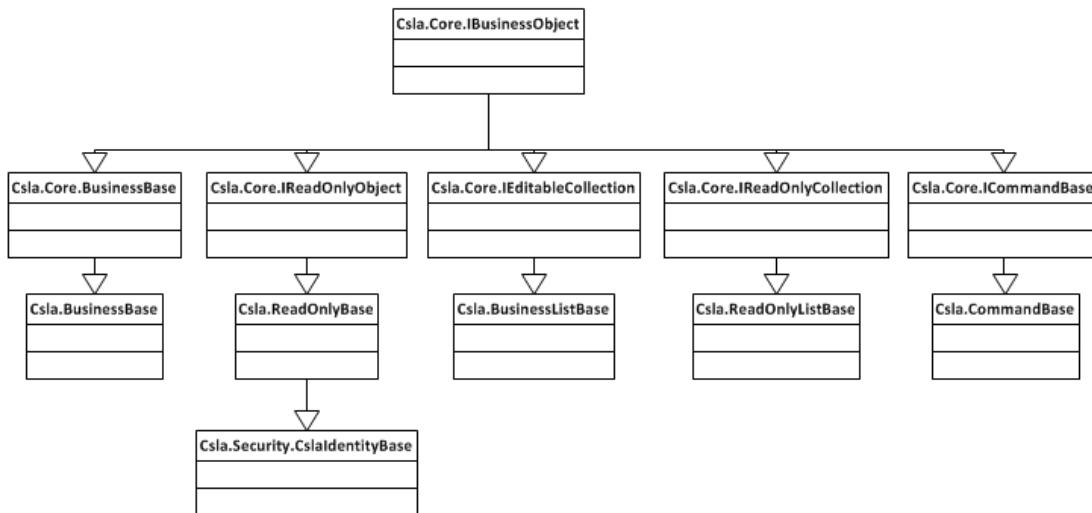 Csla.Core.IBusinessObject
Csla.Core.BusinessBase
Csla.Core.IReadOnlyObject
Csla.Core.IEditableCollection
Csla.Core.IReadOnlyCollection
Csla.Core.ICommandBase
Csla.BusinessBase
Csla.ReadOnlyBase
Csla.BusinessListBase
Csla.ReadOnlyListBase
Csla.CommandBase
Csla.Security.CslaIdentityBase